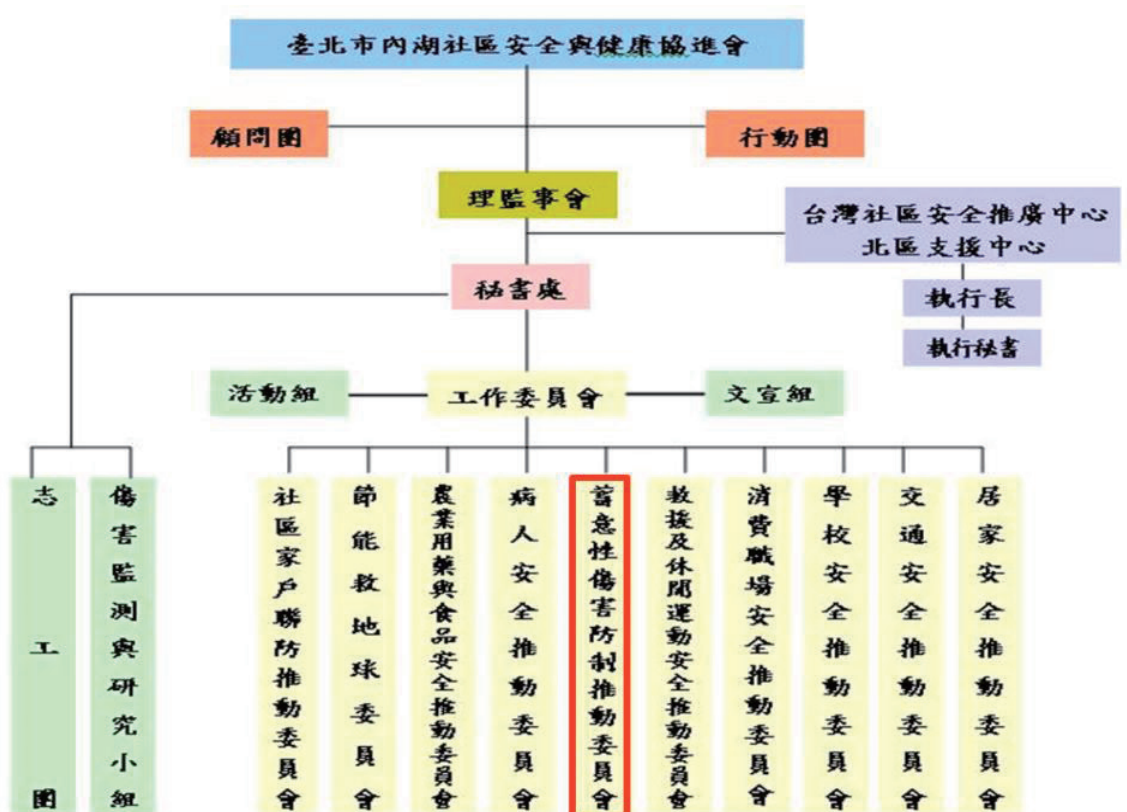 臺北市內湖社區安全與健康協進會
顧問團
行動團
理監事會
台灣社區安全推廣中心
北區支援中心
秘書處
執行長
執行秘書
活動組
工作委員會
文宣組
志工團
傷害監測與研究小組
社區家戶聯防推動委員會
節能救地球委員會
農業用藥與食品安全推動委員會
病人安全推動委員會
蓄意性傷害防制推動委員會
救援及休閒運動安全推動委員會
消費職場安全推動委員會
學校安全推動委員會
交通安全推動委員會
居家安全推動委員會